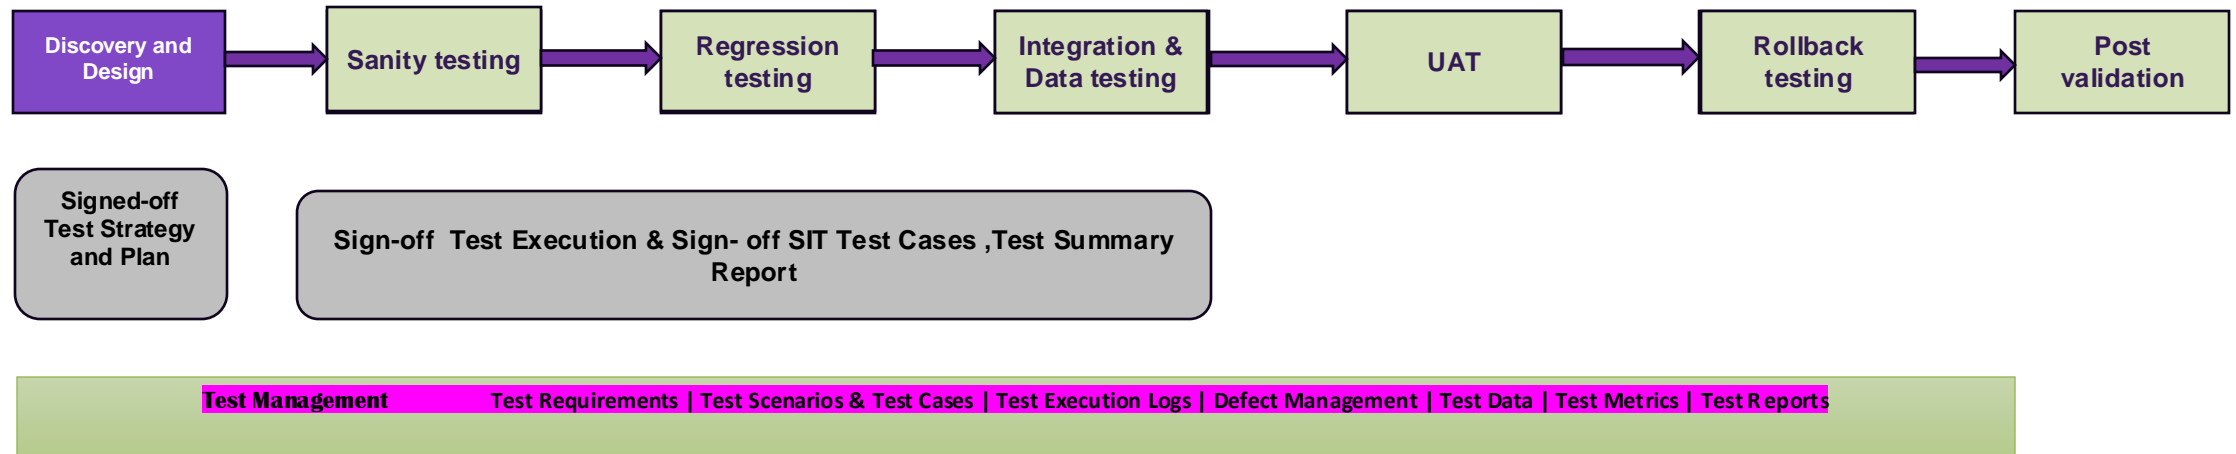 Discovery and
Design
Sanity testing
Regression
testing
Integration &
Data testing
UAT
Rollback
testing
Post
validation
Signed-off
Test Strategy
and Plan
Sign-off  Test Execution & Sign- off SIT Test Cases ,Test Summary
Report
Test Management Test Requirements | Test Scenarios & Test Cases | Test Execution Logs | Defect Management | Test Data | Test Metrics | Test Reports